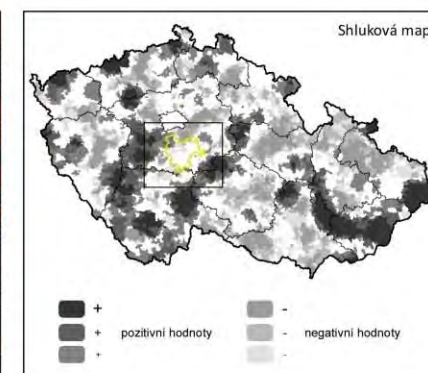 Shluková map
+ -
+ pozitivní hodnoty - negativní hodnoty
+ -